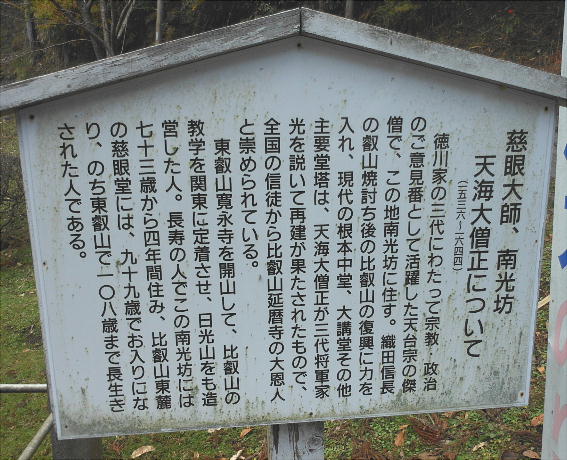 慈眼大師、南光坊
天海大僧正について
(一五三六〜一六四四)
徳川家の三代にわたって宗教　政治
のご意見番として活躍した天台宗の傑
僧で、この地南光坊に住す。織田信長
の叡山焼討ち後の比叡山の復興に力を
入れ、現代の根本中堂、大講堂その他
主要堂塔は、天海大僧正が三代将軍家
光を説いて再建が果たされたもので、
全国の信徒から比叡山延暦寺の大恩人
と崇められている。
東叡山寛永寺を開山して、比叡山の
教学を関東に定着させ、日光山をも造
営した人。長寿の人でこの南光坊には
七十三歳から四年間住み、比叡山東麓
の慈眼堂には、九十九歳でお入りにな
り、のち東叡山で一〇八歳まで長生き
された人である。